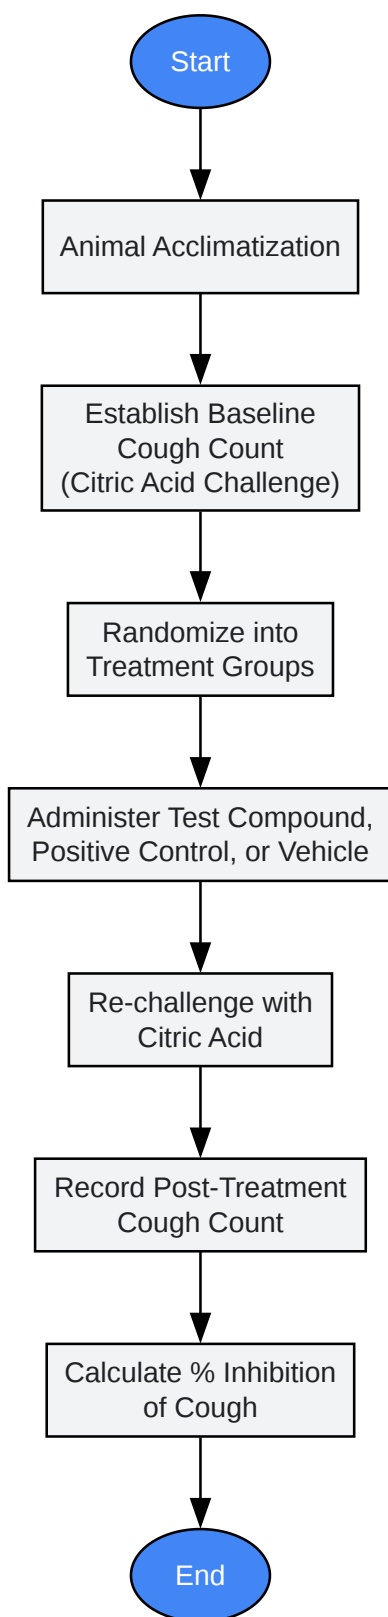 Start
Animal Acclimatization
Establish Baseline
Cough Count
(Citric Acid Challenge)
Randomize into
Treatment Groups
Administer Test Compound,
Positive Control, or Vehicle
Re-challenge with
Citric Acid
Record Post-Treatment
Cough Count
Calculate % Inhibition
of Cough
End